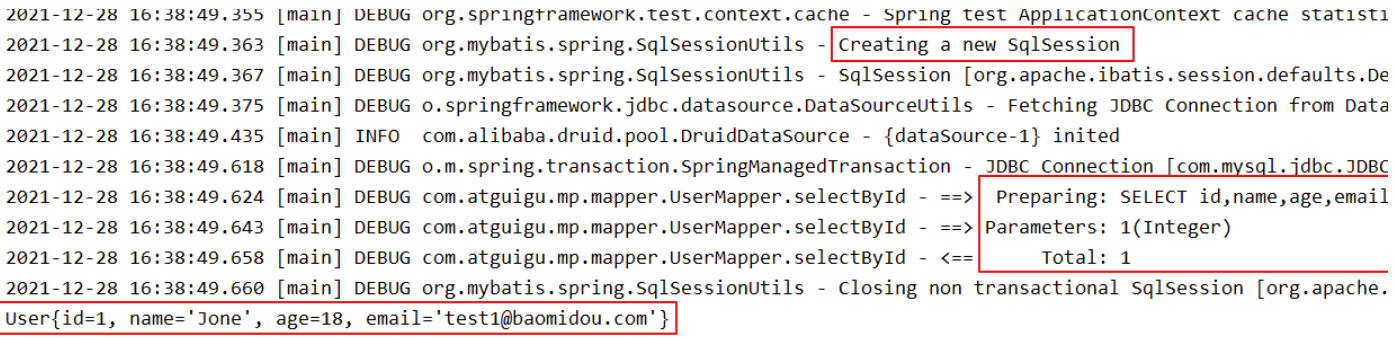 2021-12-28 16:38:49.355 [main] DEBUG org.springframework.test.context.cache - Spring test ApplicationContext cache
2021-12-28 16:38:49.363 [main] DEBUG org.mybatis.spring.SqlSessionUtils - Creating a new SqlSession
2021-12-28 16:38:49.367 [main] DEBUG org.mybatis.spring.SqlSessionUtils - SqlSession [org.apache.ibatis.session.defaults.De
2021-12-28 16:38:49.375 [main] DEBUG o.springframework.jdbc.datasource.DataSourceUtils - Fetching JDBC Connection from Data
2021-12-28 16:38:49.435 [main] INFO com.alibaba.druid.pool.DruidDataSource - {dataSource-1} inited
2021-12-28 16:38:49.618 [main] DEBUG o.m.spring.transaction.SpringManagedTransaction - JDBC Connection [com.mysql.jdbc.JDBC
2021-12-28 16:38:49.624 [main] DEBUG com.atguigu.mp.mapper.UserMapper.selectById - ==> Preparing: SELECT id,name,age,email
2021-12-28 16:38:49.643 [main] DEBUG com.atguigu.mp.mapper.UserMapper.selectById - ==> Parameters: 1(Integer)
2021-12-28 16:38:49.658 [main] DEBUG com.atguigu.mp.mapper.UserMapper.selectById - <== Total: 1
2021-12-28 16:38:49.660 [main] DEBUG org.mybatis.spring.SqlSessionUtils - Closing non transactional SqlSession [org.apache.
User{id=1, name='Jone', age=18, email='test1@baomidou.com'}